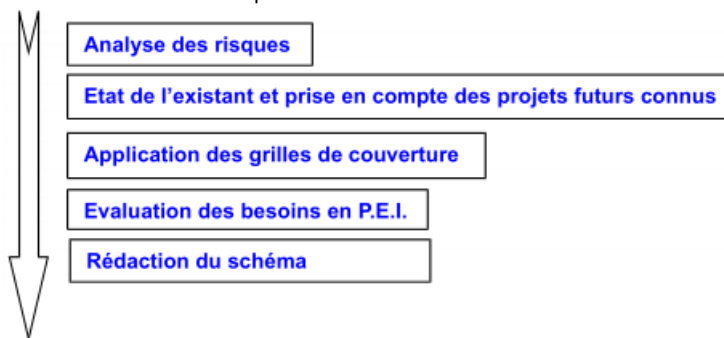 Analyse des risques
Etat de l'existant et prise en compte des projets futurs connus
Application des grilles de couverture
Evaluation des besoins en P.E.I.
Rédaction du schéma